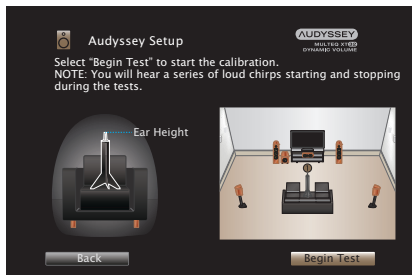 Audyssey Setup
AUDYSSEY
MULTEQ XT32
DYNAMIC VOLUME
Select “Begin Test” to start the calibration.
NOTE: You will hear a series of loud chirps starting and stopping
during the tests.
Ear Height
Back
Begin Test